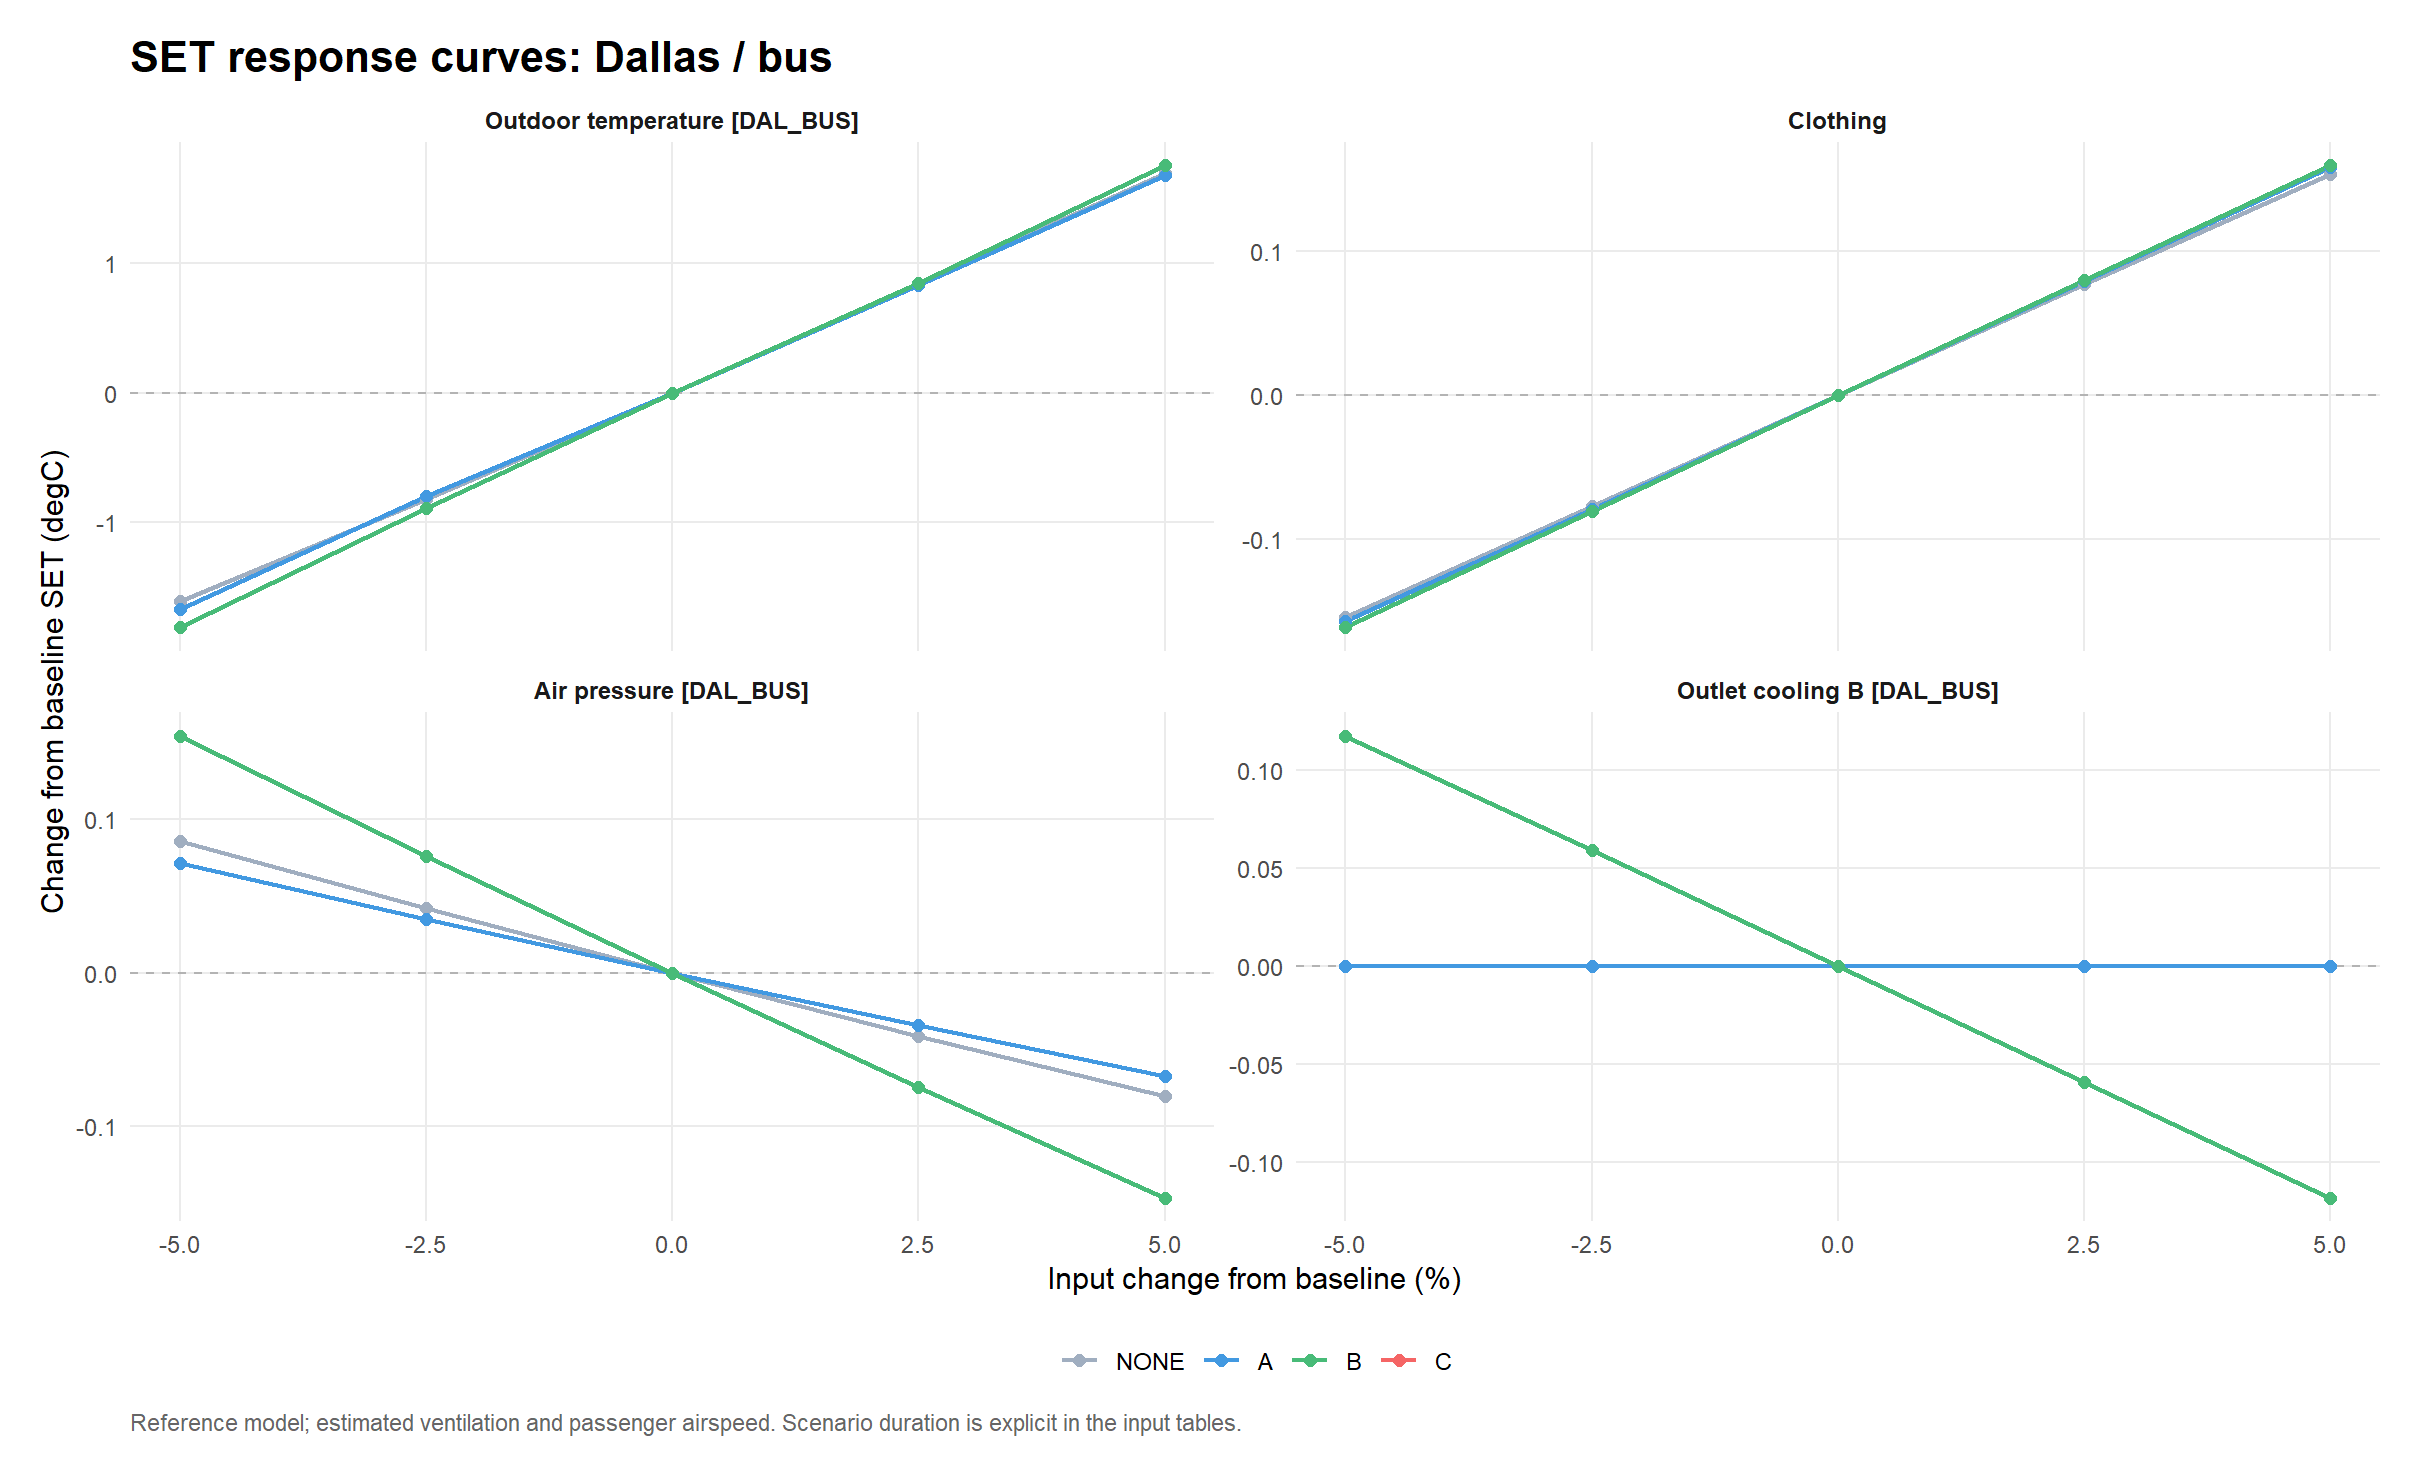 SET response curves: Dallas / bus
Outdoor temperature [DAL_BUS]
1
0
-1
Clothing
0.1
0.0
-0.1
Change from baseline SET (degC)
Air pressure [DAL_BUS]
0.1
0.0
-0.1
-5.0 -2.5 0.0 2.5 5.0
Outlet cooling B [DAL_BUS]
0.10
0.05
0.00
-0.05
-0.10
-5.0 -2.5 0.0 2.5 5.0
Input change from baseline (%)
NONE A B C
Reference model; estimated ventilation and passenger airspeed. Scenario duration is explicit in the input tables.